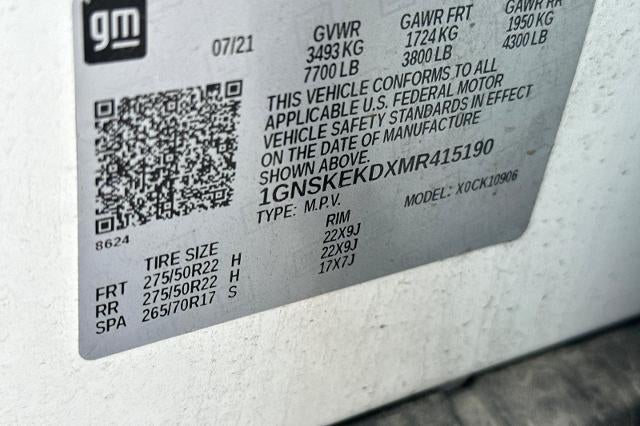 gm
07/21
GVWR
3493 KG
7700 LB
GAWR FRT
1724 KG
3800 LB
GAWR RR
1950 KG
4300 LB
THIS VEHICLE CONFORMS TO ALL
APPLICABLE U.S. FEDERAL MOTOR
VEHICLE SAFETY STANDARDS IN EFFECT
ON THE DATE OF MANUFACTURE
SHOWN ABOVE.
1GNSKEKDXMR415190
TYPE: M.P.V.
MODEL: X0CK10906
8624
TIRE SIZE
RIM
FRT 275/50R22 H 22X9J
RR 275/50R22 H 22X9J
SPA 265/70R17 S 17X7J